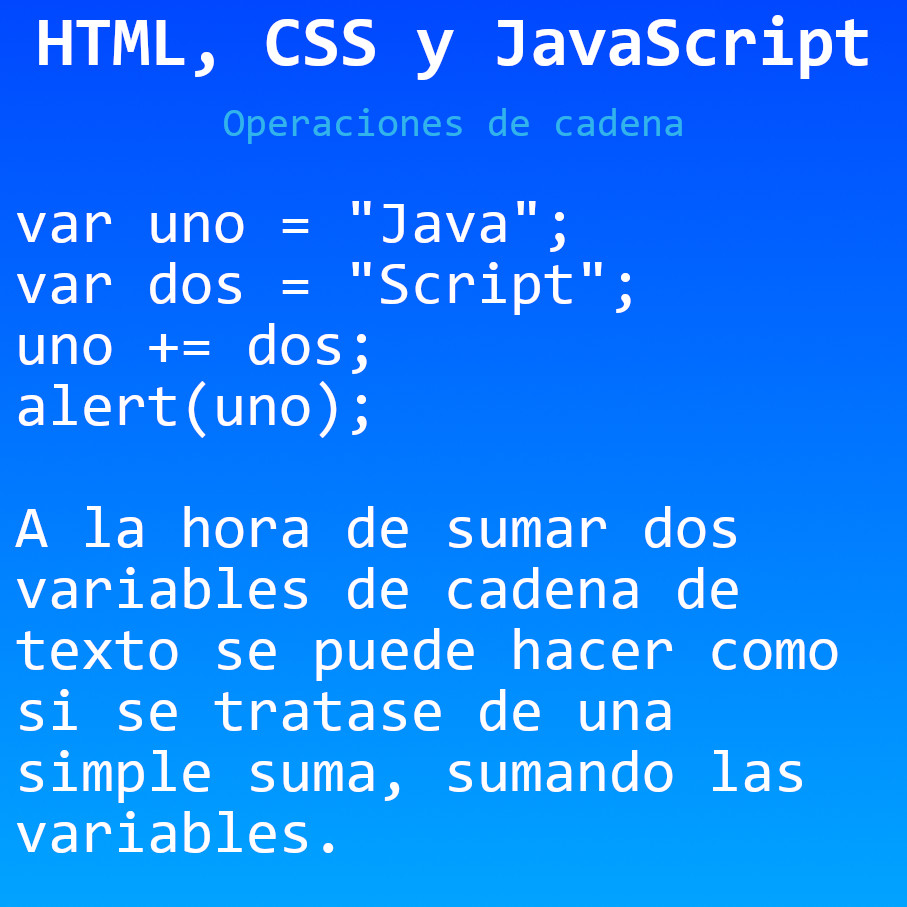 HTML, CSS y JavaScript
Operaciones de cadena
var uno = "Java";
var dos = "Script";
uno += dos;
alert(uno);
A la hora de sumar dos
variables de cadena de
texto se puede hacer como
si se tratase de una
simple suma, sumando las
variables.